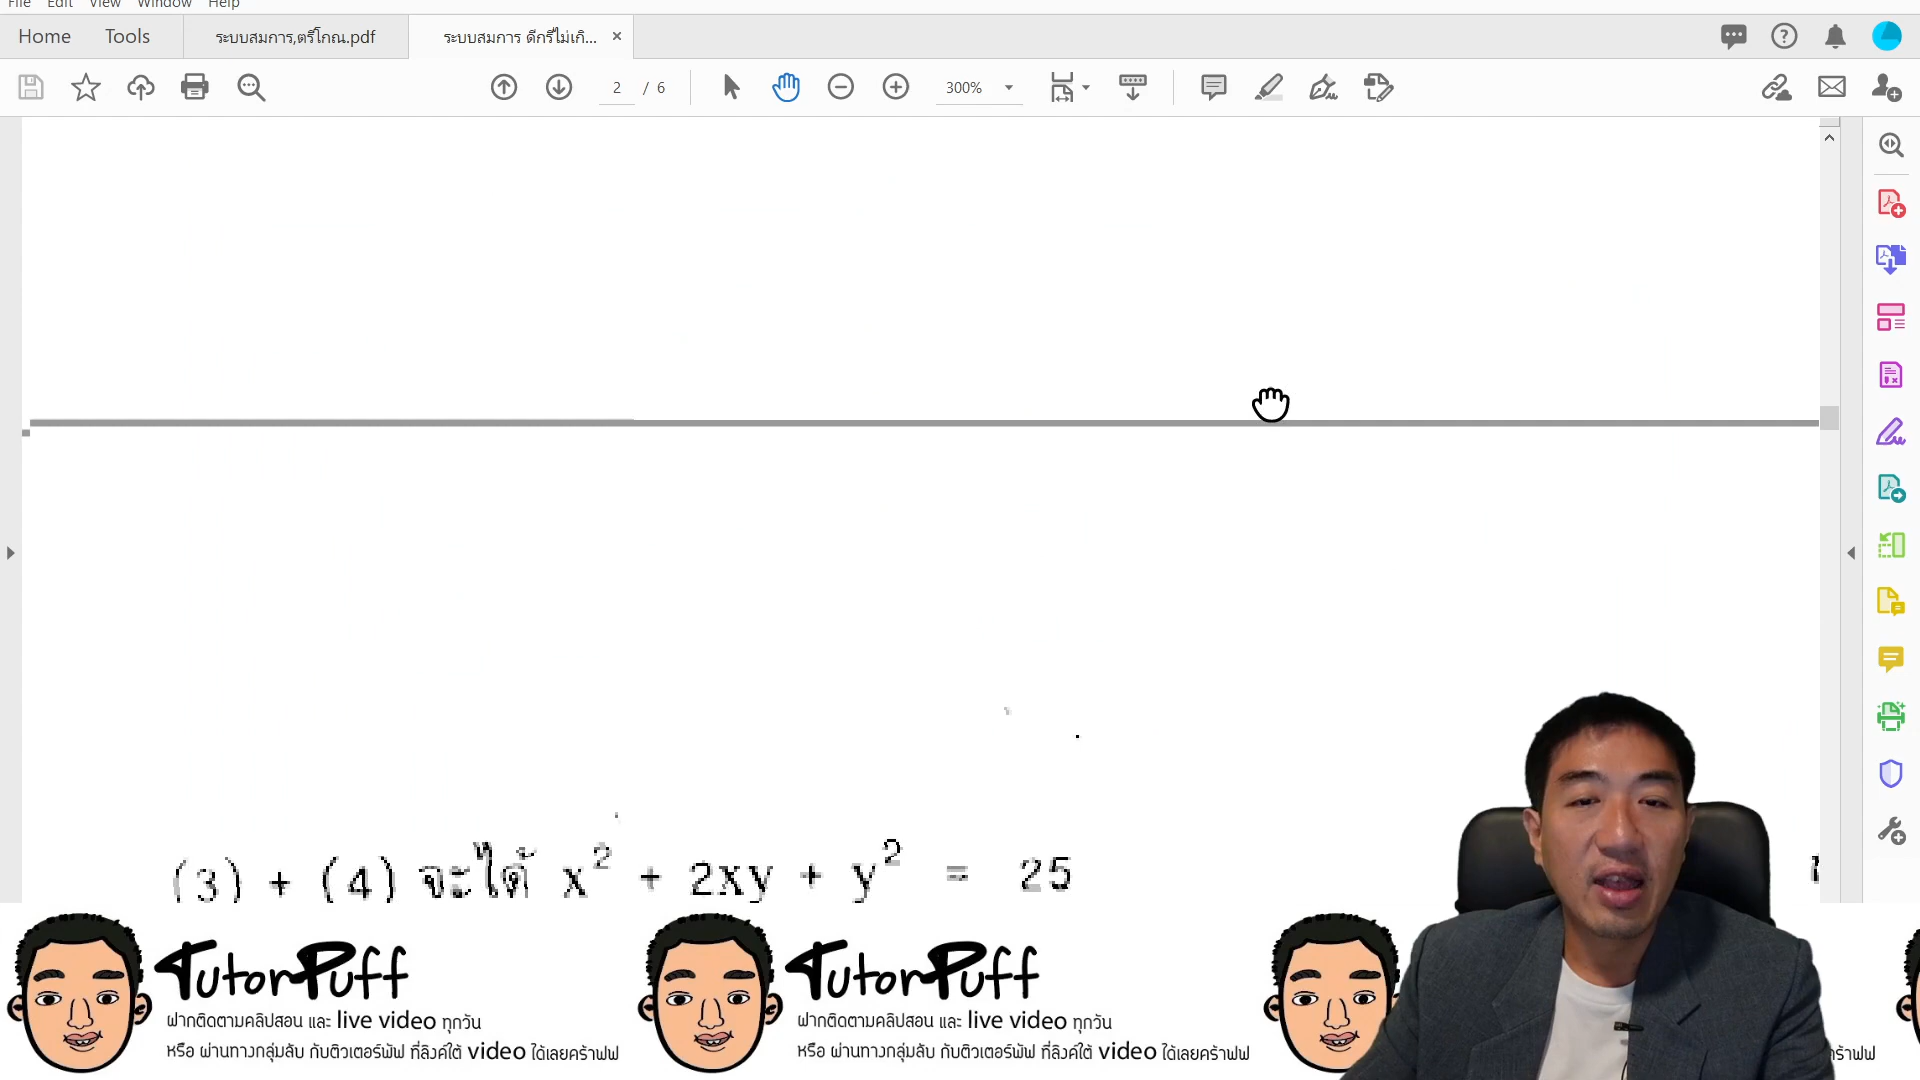 File Edit View Window Help
Home Tools ระบบสมการ,ตรีโกณ.pdf ระบบสมการ ดีกรีไม่เกิ...
2 / 6 300%
(3) + (4) จะได้ x² + 2xy + y² = 25
TutorPuff TutorPuff
ฝากติดตามคลิปสอน และ live video ทุกวัน ฝากติดตามคลิปสอน และ live video ทุกวัน
หรือ ผ่านทางกลุ่มลับ กับติวเตอร์พัฟ ที่ลิงค์ใต้ video ได้เลยคร้าฟฟ หรือ ผ่านทางกลุ่มลับ กับติวเตอร์พัฟ ที่ลิงค์ใต้ video ได้เลยคร้าฟฟ คร้าฟฟ